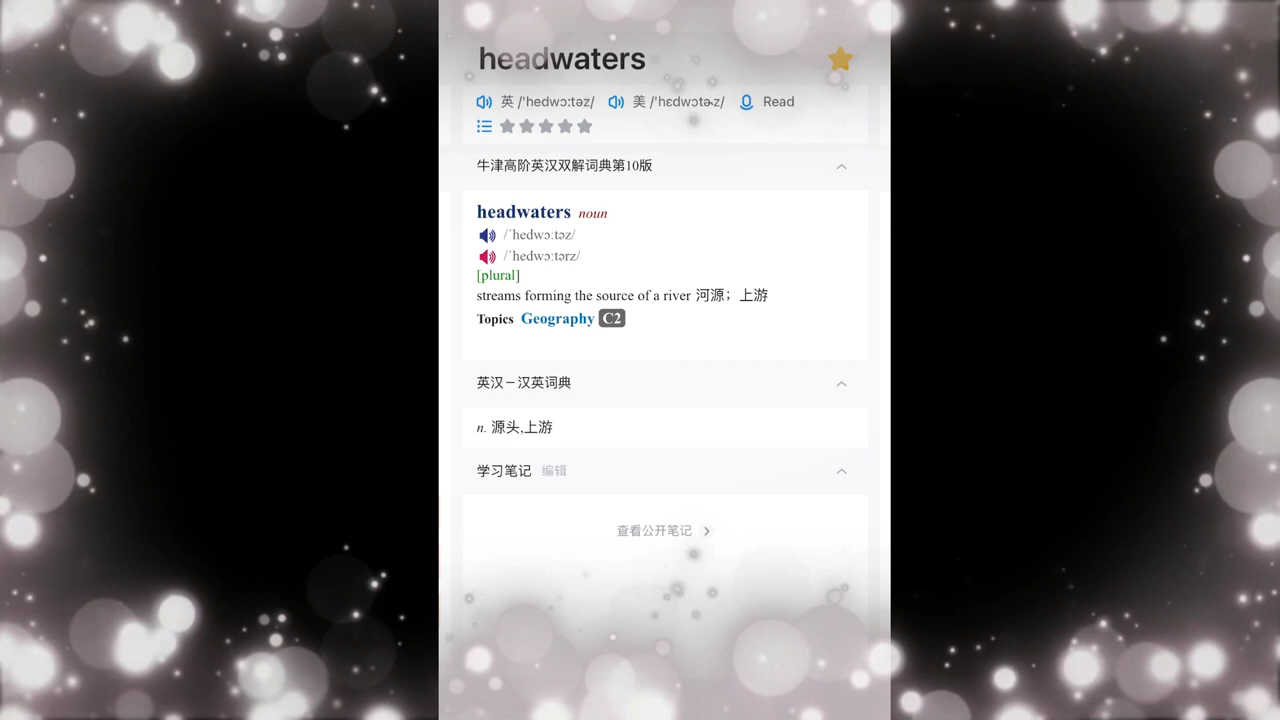 headwaters
英 /'hedwɔːtəz/ 美 /'hɛdwɔtɚz/ Read
牛津高阶英汉双解词典第10版
headwaters noun
/ˈhedwɔːtəz/
/ˈhedwɔːtərz/
[plural]
streams forming the source of a river 河源；上游
Topics Geography C2
英汉－汉英词典
n. 源头,上游
学习笔记 编辑
查看公开笔记